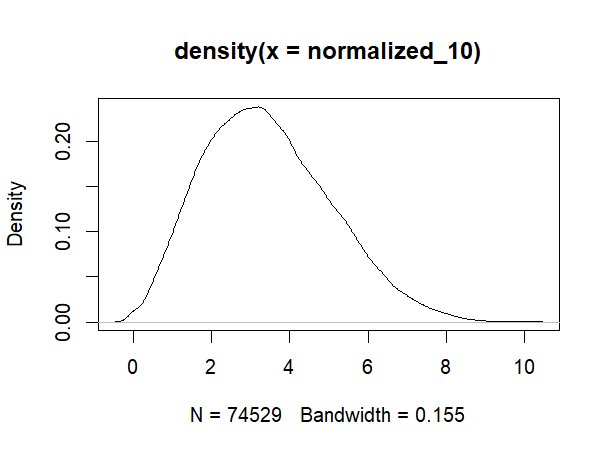 density(x = normalized_10)
Density
0.20
0.10
0.00
0 2 4 6 8 10
N = 74529 Bandwidth = 0.155